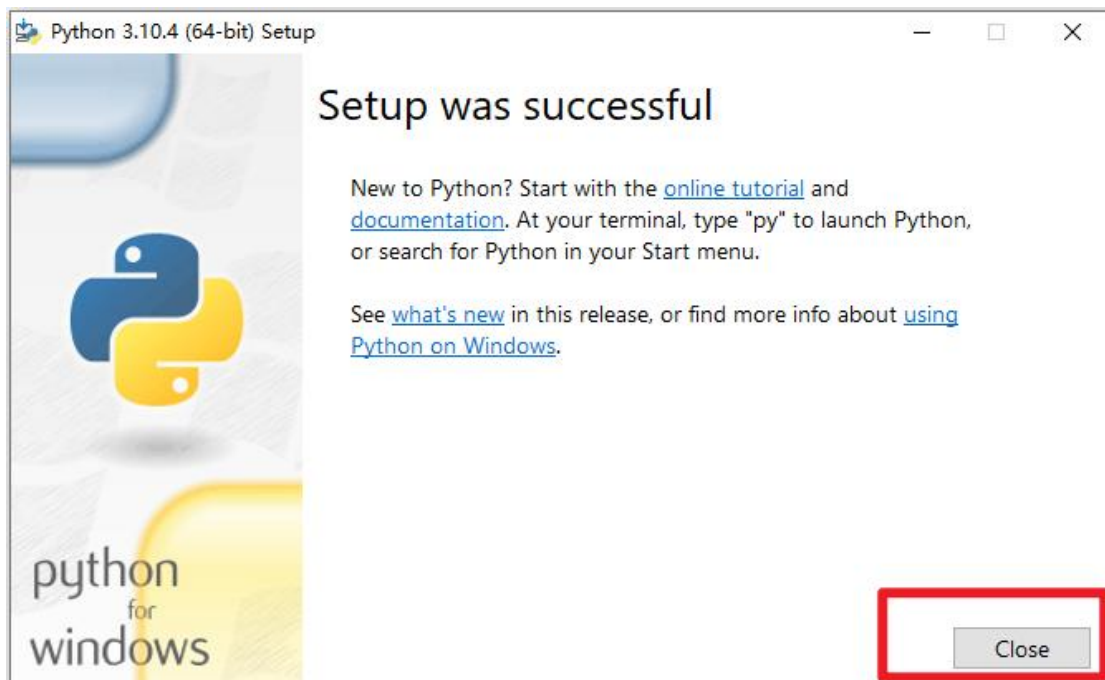 Python 3.10.4 (64-bit) Setup
Setup was successful
New to Python? Start with the online tutorial and
documentation. At your terminal, type "py" to launch Python,
or search for Python in your Start menu.
See what's new in this release, or find more info about using
Python on Windows.
python
for
windows
Close